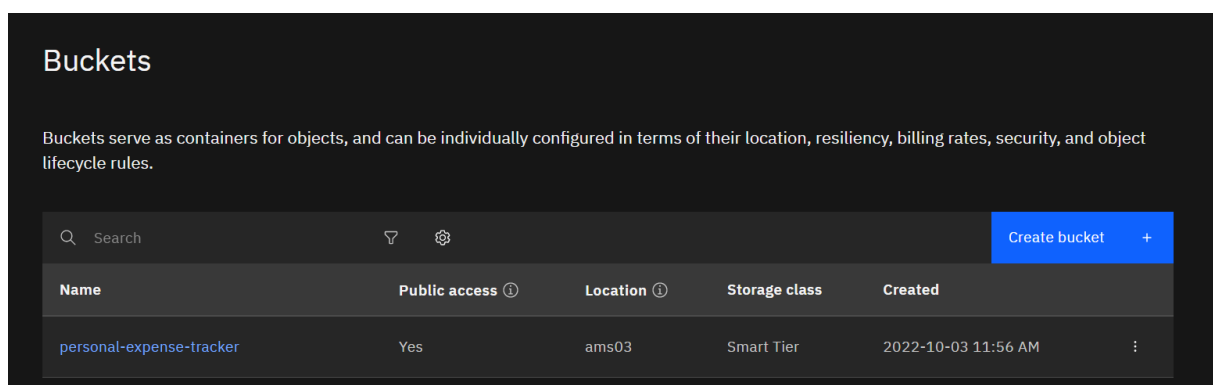 Buckets
Buckets serve as containers for objects, and can be individually configured in terms of their location, resiliency, billing rates, security, and object
lifecycle rules.
Search Create bucket +
Name Public access Location Storage class Created
personal-expense-tracker Yes ams03 Smart Tier 2022-10-03 11:56 AM